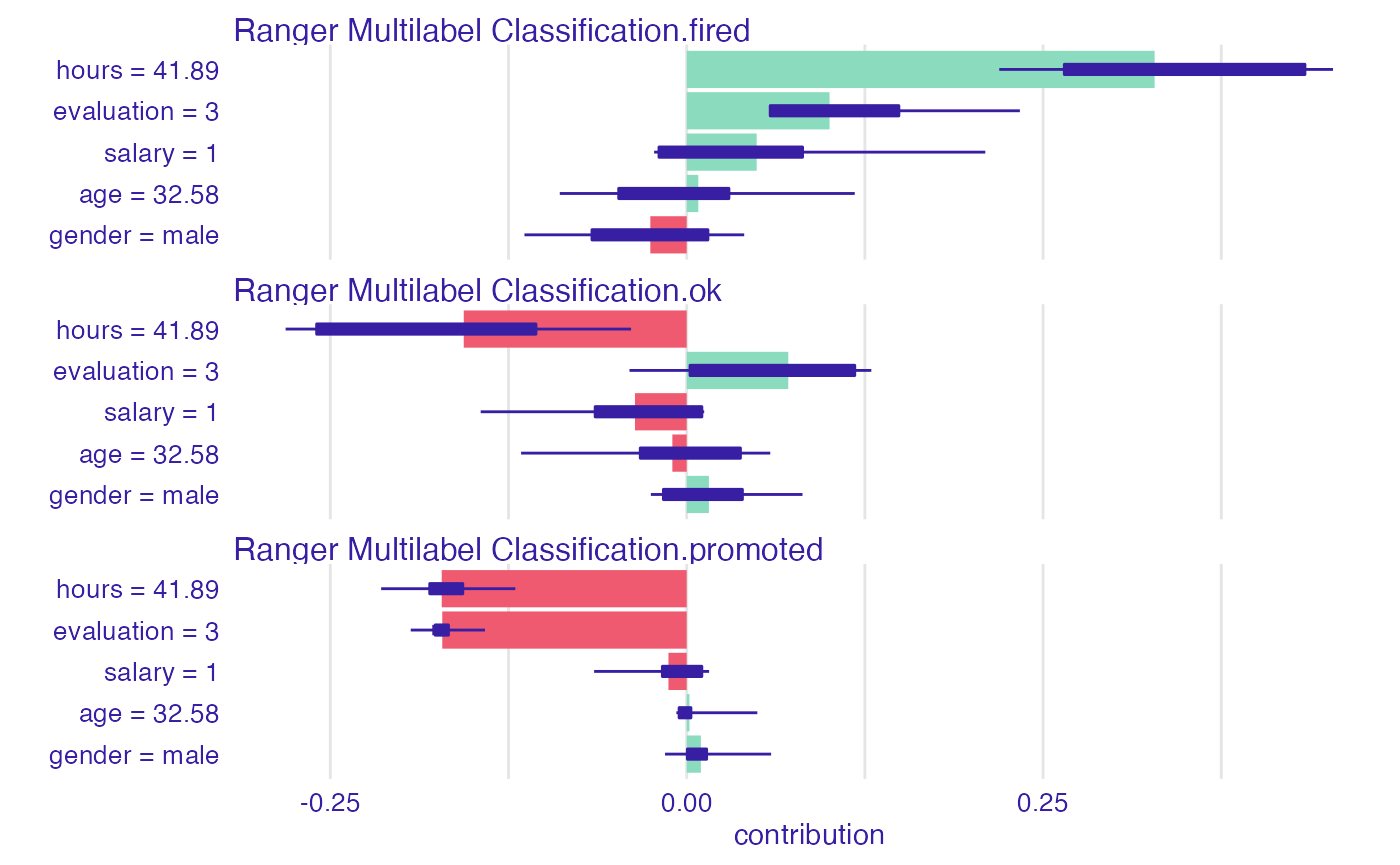 Ranger Multilabel Classification.fired
hours = 41.89
evaluation = 3
salary = 1
age = 32.58
gender = male
Ranger Multilabel Classification.ok
hours = 41.89
evaluation = 3
salary = 1
age = 32.58
gender = male
Ranger Multilabel Classification.promoted
hours = 41.89
evaluation = 3
salary = 1
age = 32.58
gender = male
-0.25 0.00 0.25
contribution